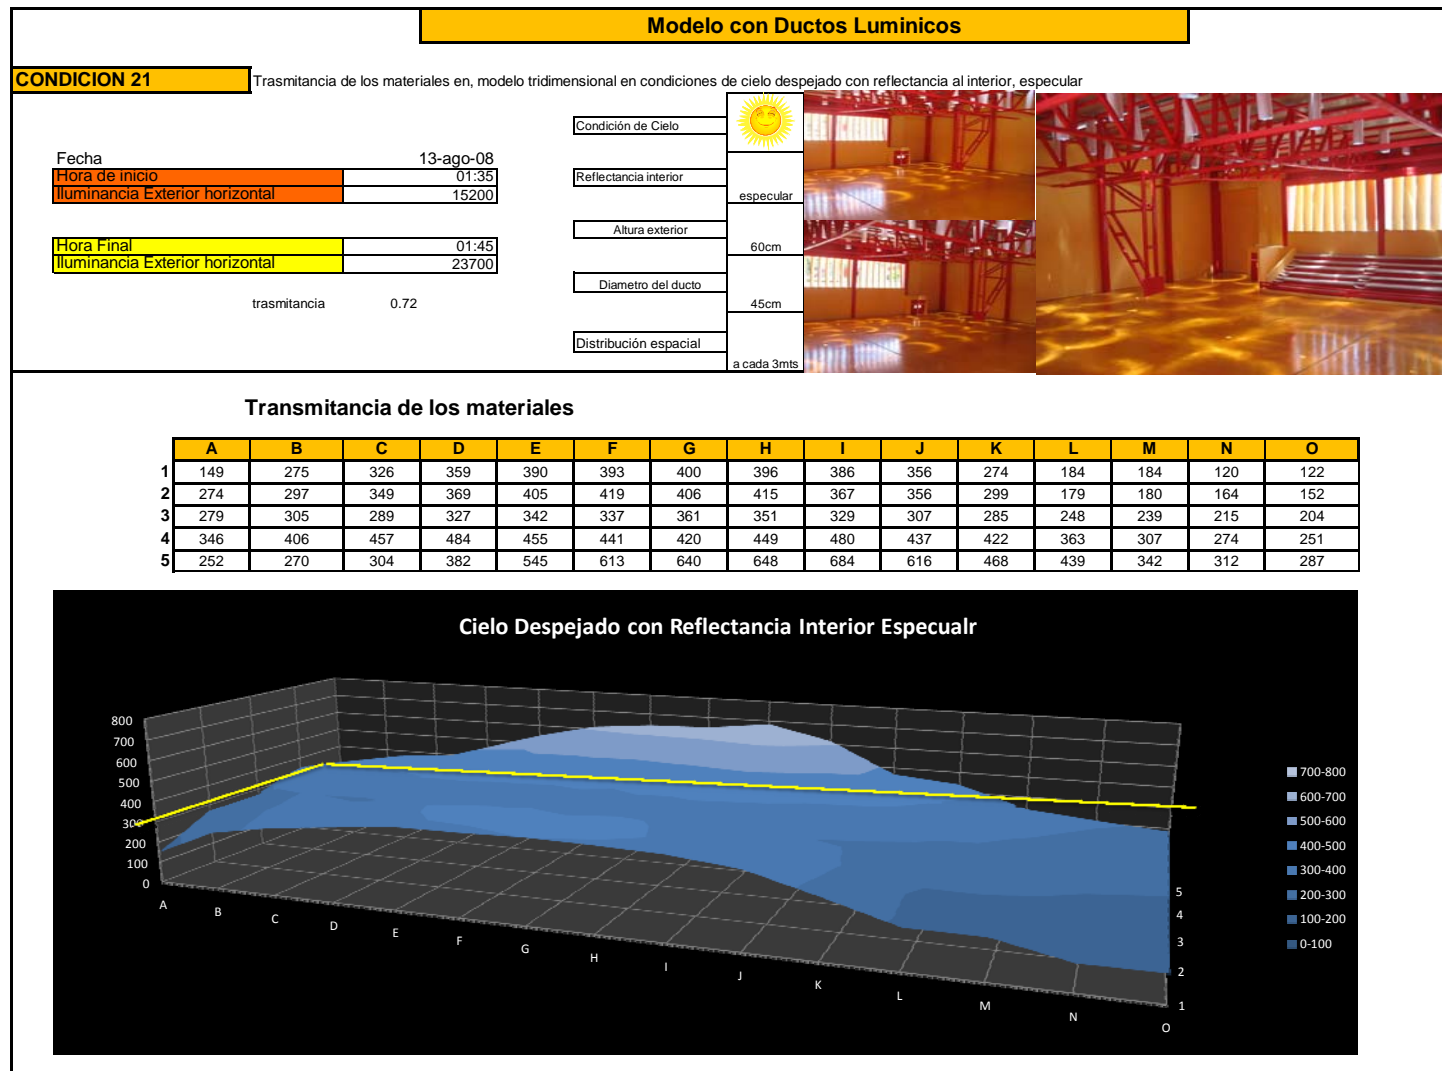 Modelo con Ductos Luminicos
CONDICION 21
Trasmitancia de los materiales en, modelo tridimensional en condiciones de cielo despejado con reflectancia al interior, especular
Fecha 13-ago-08
Hora de inicio 01:35
Iluminancia Exterior horizontal 15200
Hora Final 01:45
Iluminancia Exterior horizontal 23700
trasmitancia 0.72
Condición de Cielo
Reflectancia interior especular
Altura exterior 60cm
Diametro del ducto 45cm
Distribución espacial a cada 3mts
Transmitancia de los materiales
A B C D E F G H I J K L M N O
1 149 275 326 359 390 393 400 396 386 356 274 184 184 120 122
2 274 297 349 369 405 419 406 415 367 356 299 179 180 164 152
3 279 305 289 327 342 337 361 351 329 307 285 248 239 215 204
4 346 406 457 484 455 441 420 449 480 437 422 363 307 274 251
5 252 270 304 382 545 613 640 648 684 616 468 439 342 312 287
Cielo Despejado con Reflectancia Interior Especualr
800
700
600
500
400
300
200
100
0
A B C D E F G H I J K L M N O
5
4
3
2
1
700-800
600-700
500-600
400-500
300-400
200-300
100-200
0-100